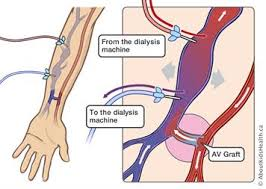 From the dialysis
machine
To the dialysis
machine
AV Graft
© AboutKidsHealth.ca